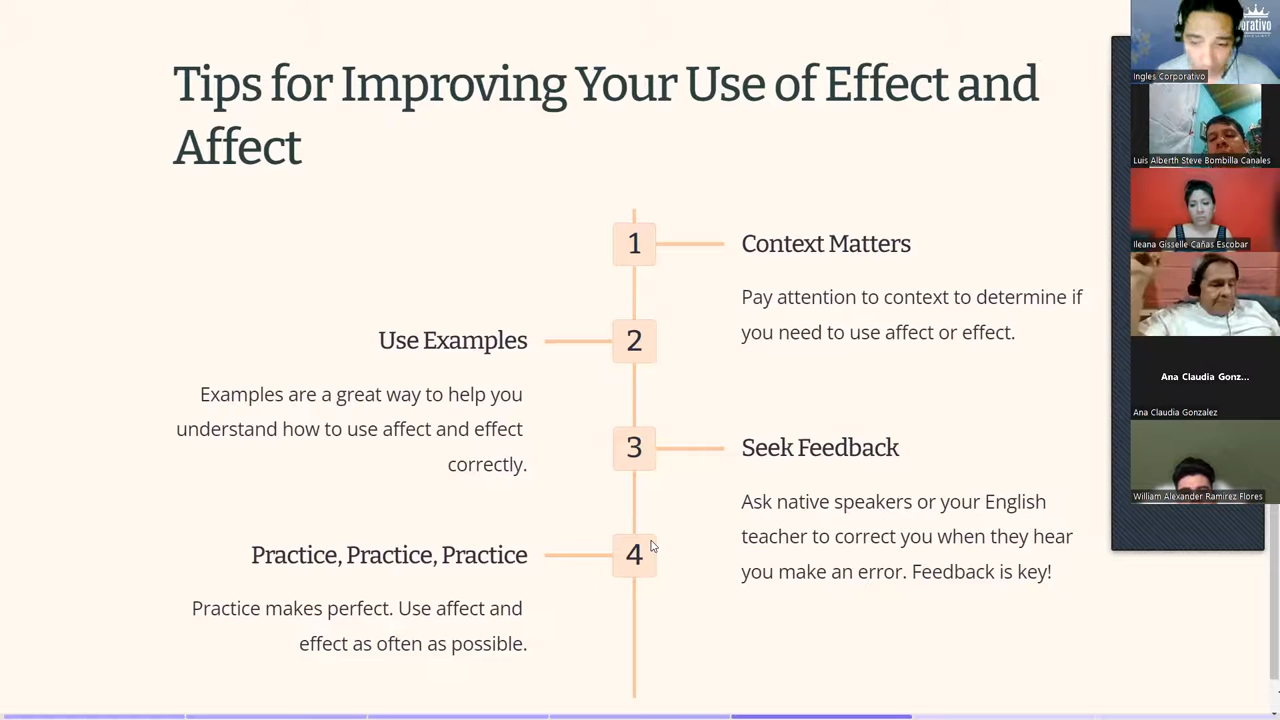 Tips for Improving Your Use of Effect and
Affect
1
Context Matters
Pay attention to context to determine if
you need to use affect or effect.
Use Examples
2
Examples are a great way to help you
understand how to use affect and effect
correctly.
3
Seek Feedback
Ask native speakers or your English
teacher to correct you when they hear
you make an error. Feedback is key!
Practice, Practice, Practice
4
Practice makes perfect. Use affect and
effect as often as possible.
orativo
Ingles Corporativo
Luis Alberth Steve Bombilla Canales
Ileana Gisselle Cañas Escobar
Ana Claudia Gonz...
Ana Claudia Gonzalez
William Alexander Ramirez Flores